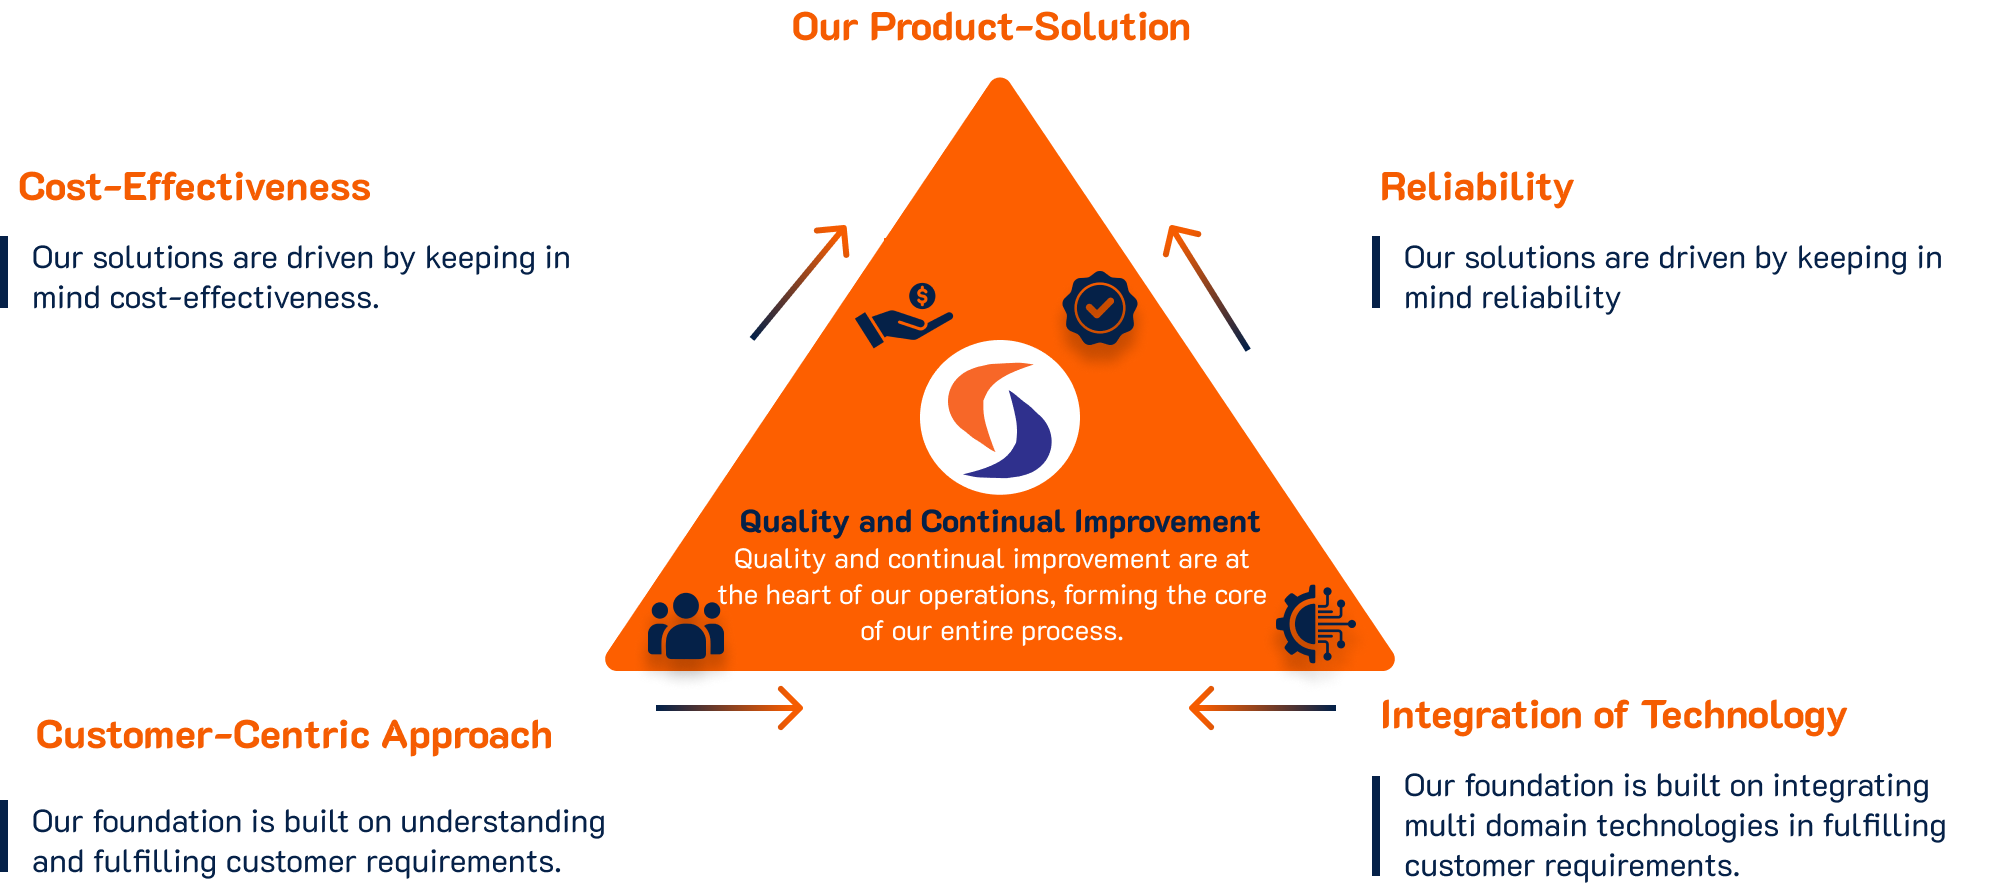 Our Product-Solution
Cost-Effectiveness
Our solutions are driven by keeping in
mind cost-effectiveness.
Reliability
Our solutions are driven by keeping in
mind reliability
$
Quality and Continual Improvement
Quality and continual improvement are at
the heart of our operations, forming the core
of our entire process.
Customer-Centric Approach
Our foundation is built on understanding
and fulfilling customer requirements.
Integration of Technology
Our foundation is built on integrating
multi domain technologies in fulfilling
customer requirements.